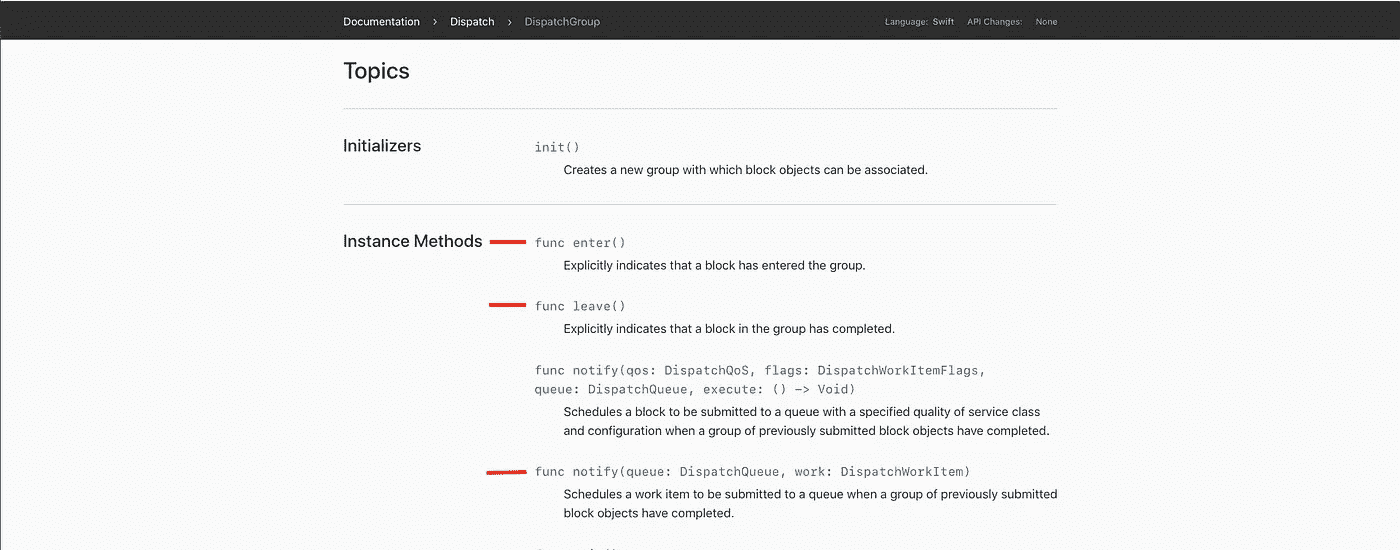 Documentation > Dispatch > DispatchGroup Language: Swift API Changes: None
Topics
Initializers init()
Creates a new group with which block objects can be associated.
Instance Methods func enter()
Explicitly indicates that a block has entered the group.
func leave()
Explicitly indicates that a block in the group has completed.
func notify(qos: DispatchQoS, flags: DispatchWorkItemFlags,
queue: DispatchQueue, execute: () -> Void)
Schedules a block to be submitted to a queue with a specified quality of service class
and configuration when a group of previously submitted block objects have completed.
func notify(queue: DispatchQueue, work: DispatchWorkItem)
Schedules a work item to be submitted to a queue when a group of previously submitted
block objects have completed.